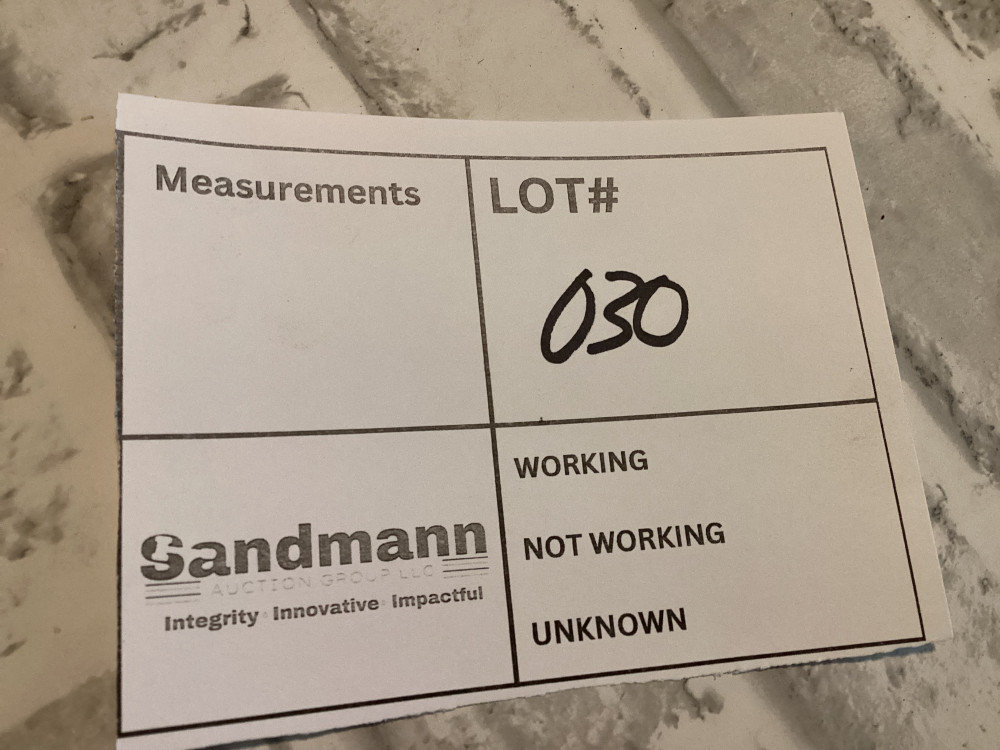 Measurements
LOT#
030
WORKING
NOT WORKING
UNKNOWN
Sandmann
AUCTION GROUP LLC
Integrity Innovative Impactful